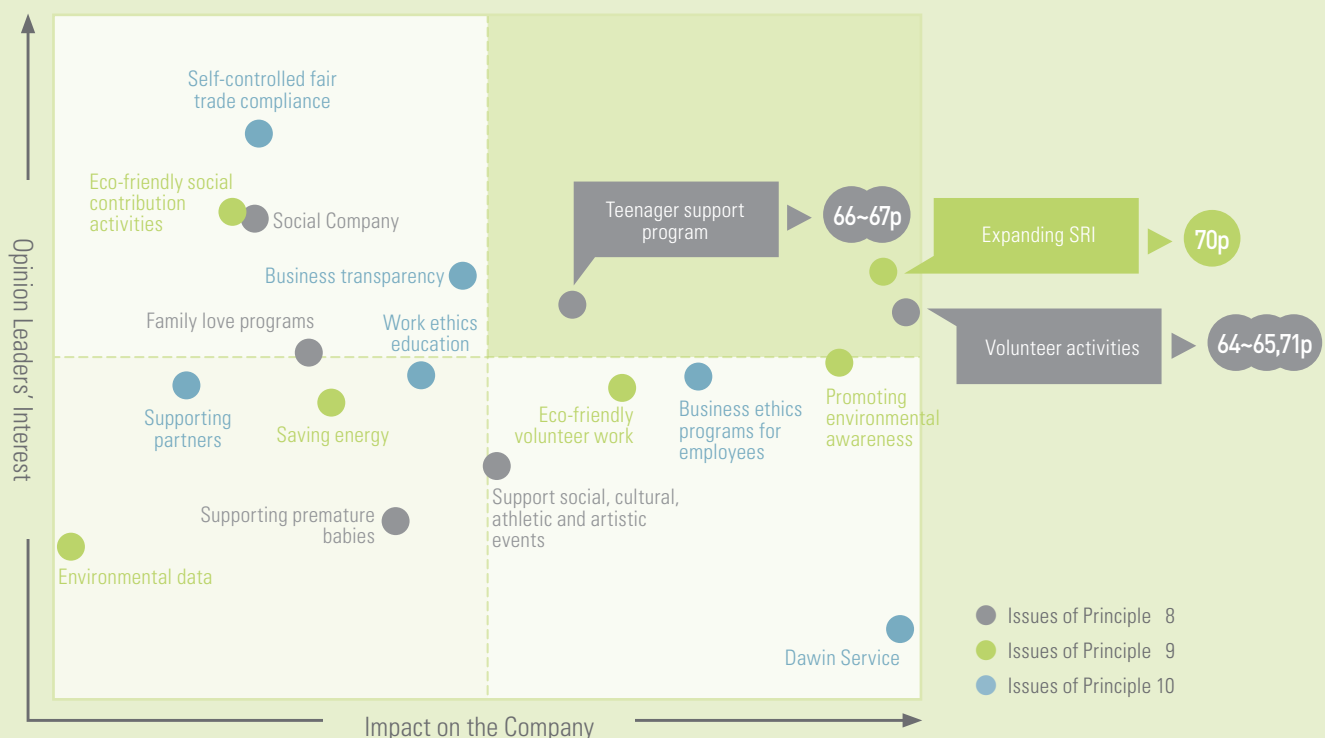 Self-controlled fair
trade compliance
Eco-friendly social
contribution
activities
Social Company
Business transparency
Family love programs
Work ethics
education
Supporting
partners
Saving energy
Supporting premature
babies
Environmental data
Teenager support
program
66~67p
Expanding SRI
70p
Volunteer activities
64~65,71p
Eco-friendly
volunteer work
Business ethics
programs for
employees
Promoting
environmental
awareness
Support social, cultural,
athletic and artistic
events
Dawin Service
Opinion Leaders' Interest
Impact on the Company
Issues of Principle 8
Issues of Principle 9
Issues of Principle 10